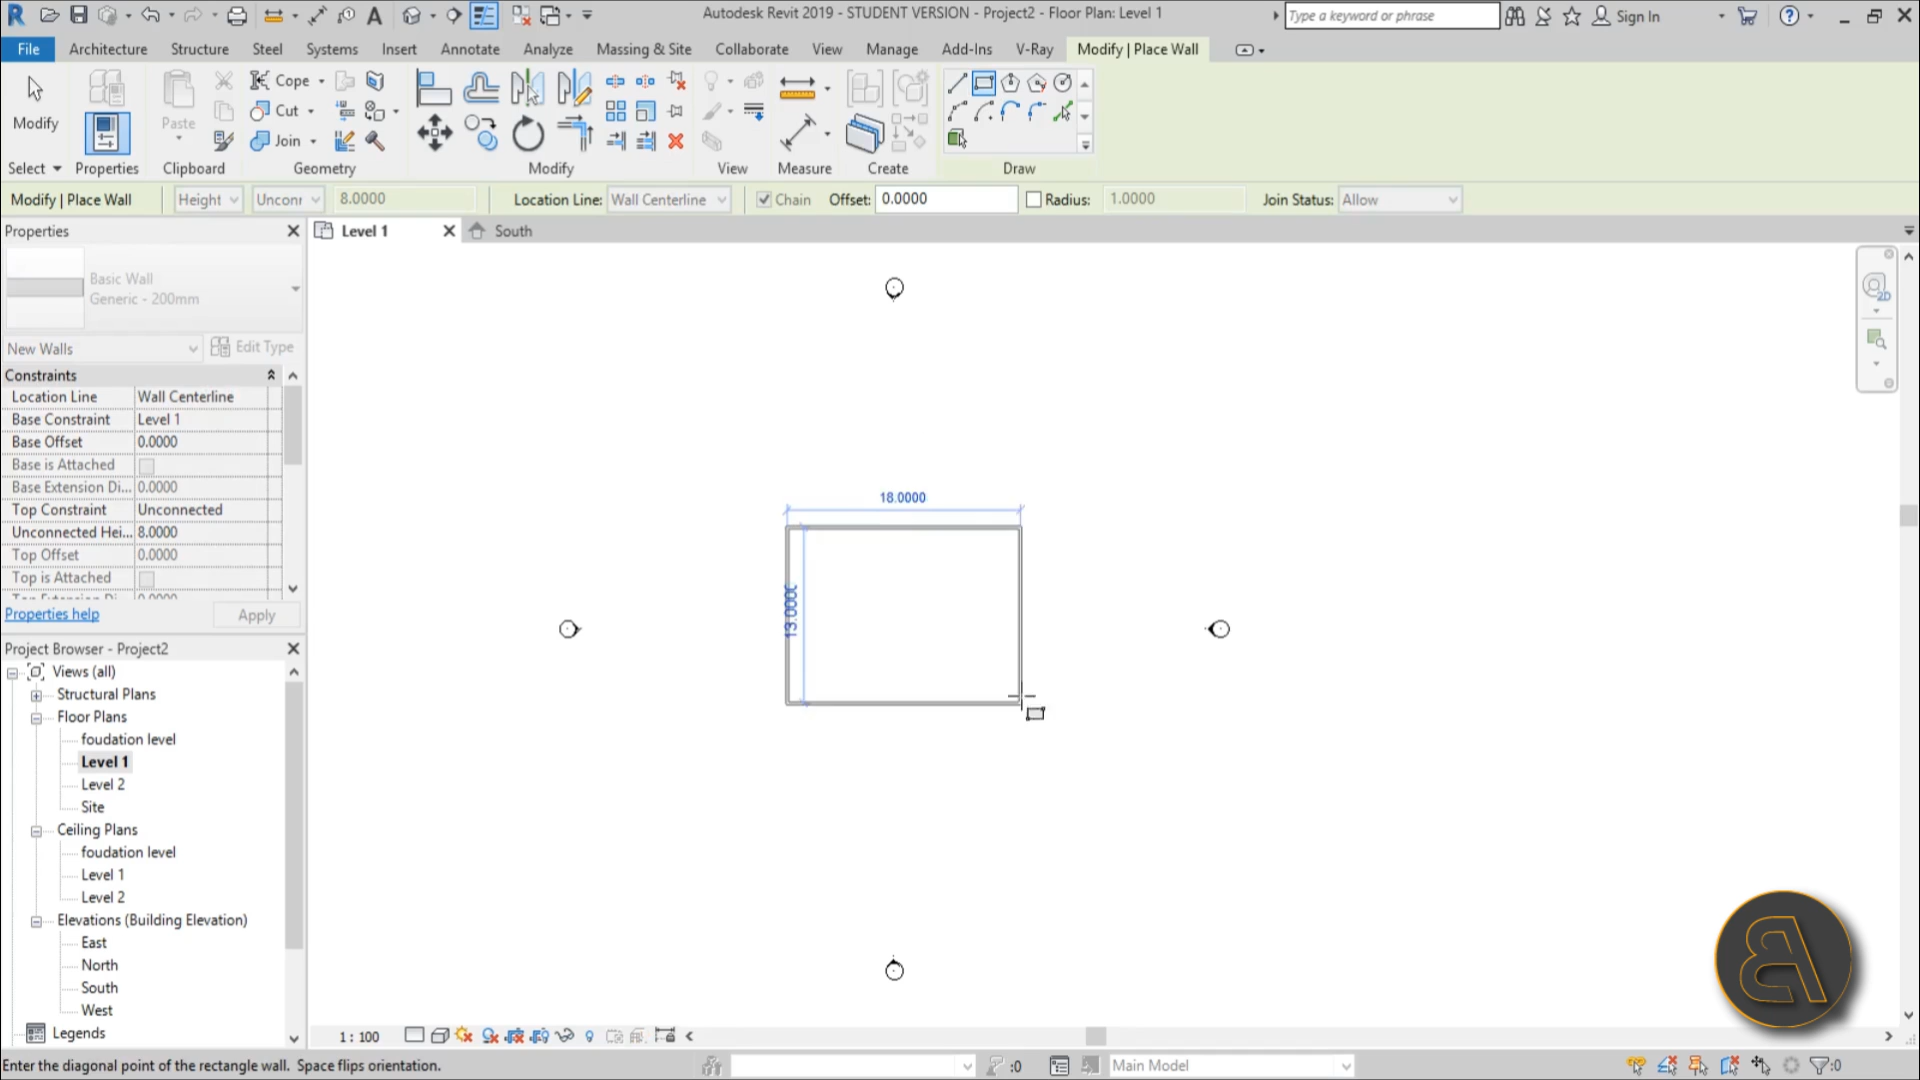 Autodesk Revit 2019 - STUDENT VERSION - Project2 - Floor Plan: Level 1
Type a keyword or phrase
Sign In
File Architecture Structure Steel Systems Insert Annotate Analyze Massing & Site Collaborate View Manage Add-Ins V-Ray Modify | Place Wall
Modify
Paste
Cope
Cut
Join
Select Properties Clipboard Geometry Modify View Measure Create Draw
Modify | Place Wall Height Unconr 8.0000 Location Line: Wall Centerline Chain Offset: 0.0000 Radius: 1.0000 Join Status: Allow
Properties
Level 1
South
Basic Wall
Generic - 200mm
New Walls
Edit Type
Constraints
Location Line Wall Centerline
Base Constraint Level 1
Base Offset 0.0000
Base is Attached
Base Extension Di... 0.0000
Top Constraint Unconnected
Unconnected Hei... 8.0000
Top Offset 0.0000
Top is Attached
Properties help
Apply
2D
18.0000
13.0000
Project Browser - Project2
Views (all)
Structural Plans
Floor Plans
foudation level
Level 1
Level 2
Site
Ceiling Plans
foudation level
Level 1
Level 2
Elevations (Building Elevation)
East
North
South
West
Legends
1 : 100
Enter the diagonal point of the rectangle wall. Space flips orientation.
:0
Main Model
:0